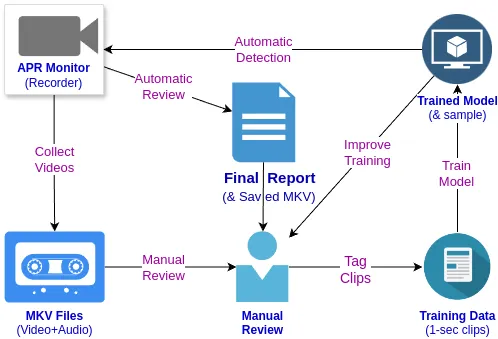 Automatic
Detection
APR Monitor
(Recorder)
Automatic
Review
Trained Model
(& sample)
Collect
Videos
Improve
Training
Train
Model
Final Report
(& Saved MKV)
Manual
Review
Tag
Clips
MKV Files
(Video+Audio)
Manual
Review
Training Data
(1-sec clips)